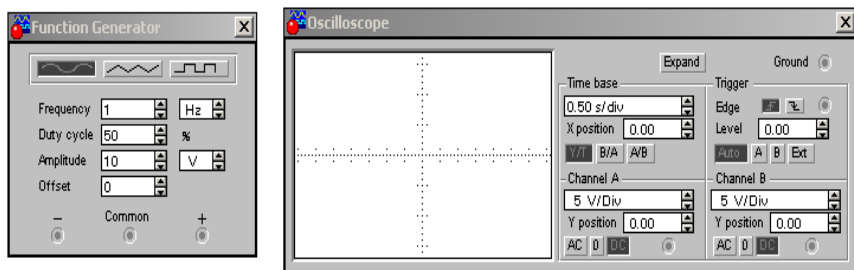 Function Generator
Frequency 1 Hz
Duty cycle 50 %
Amplitude 10 V
Offset 0
− Common +
Oscilloscope
Expand Ground
Time base
0.50 s/div
X position 0.00
Y/T B/A A/B
Trigger
Edge
Level 0.00
Auto A B Ext
Channel A
5 V/Div
Y position 0.00
AC 0 DC
Channel B
5 V/Div
Y position 0.00
AC 0 DC